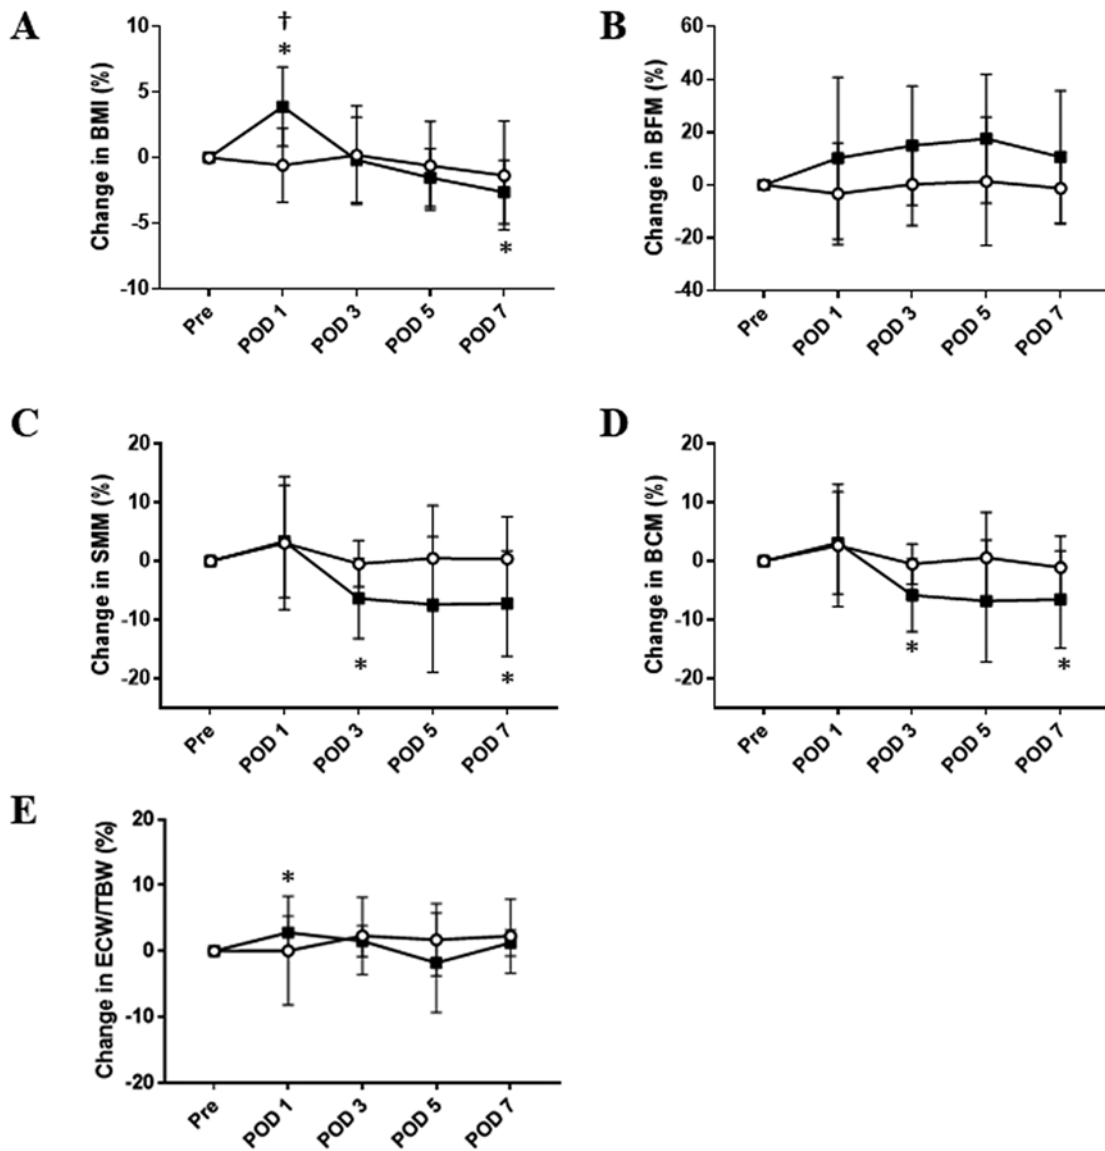 A
Change in BMI (%)
10
5
0
-5
-10
†
*
*
Pre
POD 1
POD 3
POD 5
POD 7
B
Change in BFM (%)
60
40
20
0
-20
-40
Pre
POD 1
POD 3
POD 5
POD 7
C
Change in SMM (%)
20
10
0
-10
-20
*
*
Pre
POD 1
POD 3
POD 5
POD 7
D
Change in BCM (%)
20
10
0
-10
-20
*
*
Pre
POD 1
POD 3
POD 5
POD 7
E
Change in ECW/TBW (%)
20
10
0
-10
-20
*
Pre
POD 1
POD 3
POD 5
POD 7